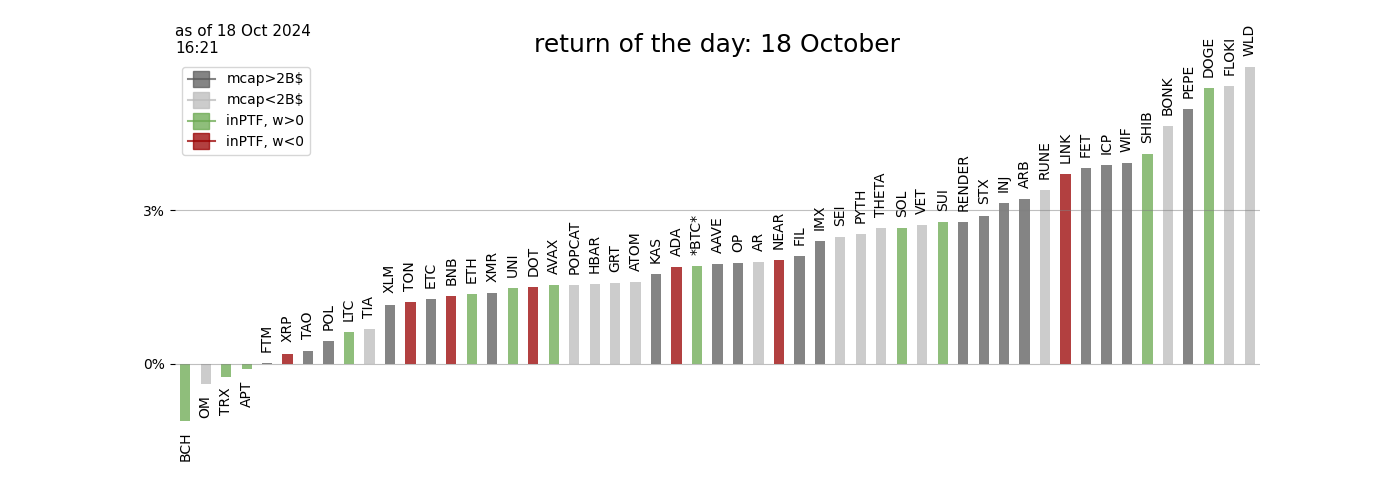 as of 18 Oct 2024
16:21
return of the day: 18 October
mcap>2B$
mcap<2B$
inPTF, w>0
inPTF, w<0
3%
0%
BCH
OM
TRX
APT
FTM
XRP
TAO
POL
LTC
TIA
XLM
TON
ETC
BNB
ETH
XMR
UNI
DOT
AVAX
POPCAT
HBAR
GRT
ATOM
KAS
ADA
*BTC*
AAVE
OP
AR
NEAR
FIL
IMX
SEI
PYTH
THETA
SOL
VET
SUI
RENDER
STX
INJ
ARB
RUNE
LINK
FET
ICP
WIF
SHIB
BONK
PEPE
DOGE
FLOKI
WLD